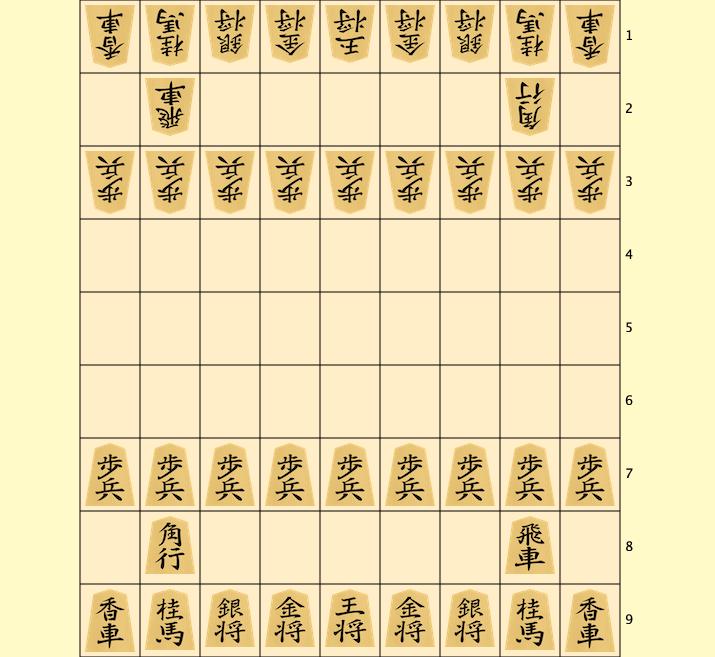 香車 桂馬 銀将 金将 王将 金将 銀将 桂馬 香車 1
飛車 角行 2
歩兵 歩兵 歩兵 歩兵 歩兵 歩兵 歩兵 歩兵 歩兵 3
4
5
6
歩兵 歩兵 歩兵 歩兵 歩兵 歩兵 歩兵 歩兵 歩兵 7
角行 飛車 8
香車 桂馬 銀将 金将 王将 金将 銀将 桂馬 香車 9